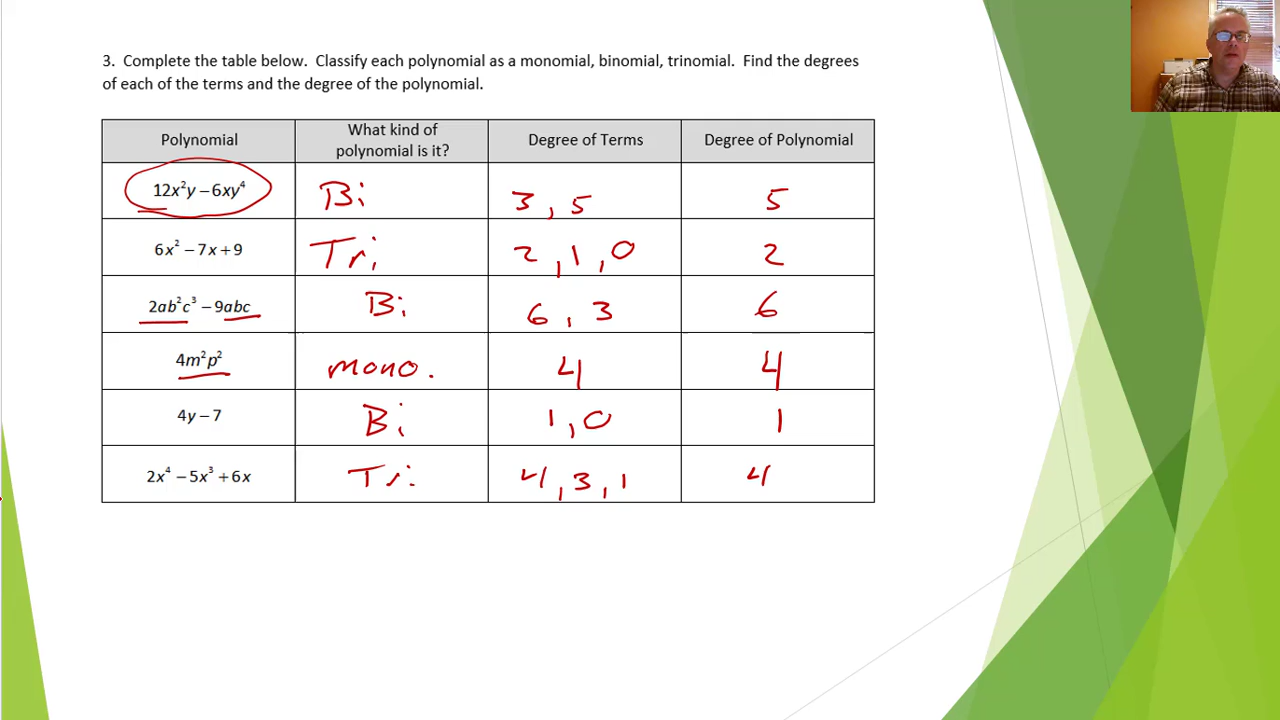 3. Complete the table below. Classify each polynomial as a monomial, binomial, trinomial. Find the degrees
of each of the terms and the degree of the polynomial.
Polynomial What kind of polynomial is it? Degree of Terms Degree of Polynomial
12x²y – 6xy⁴ Bi 3, 5 5
6x² – 7x + 9 Tri 2, 1, 0 2
2ab²c³ – 9abc Bi 6, 3 6
4m²p² mono. 4 4
4y – 7 Bi 1, 0 1
2x⁴ – 5x³ + 6x Tri 4, 3, 1 4